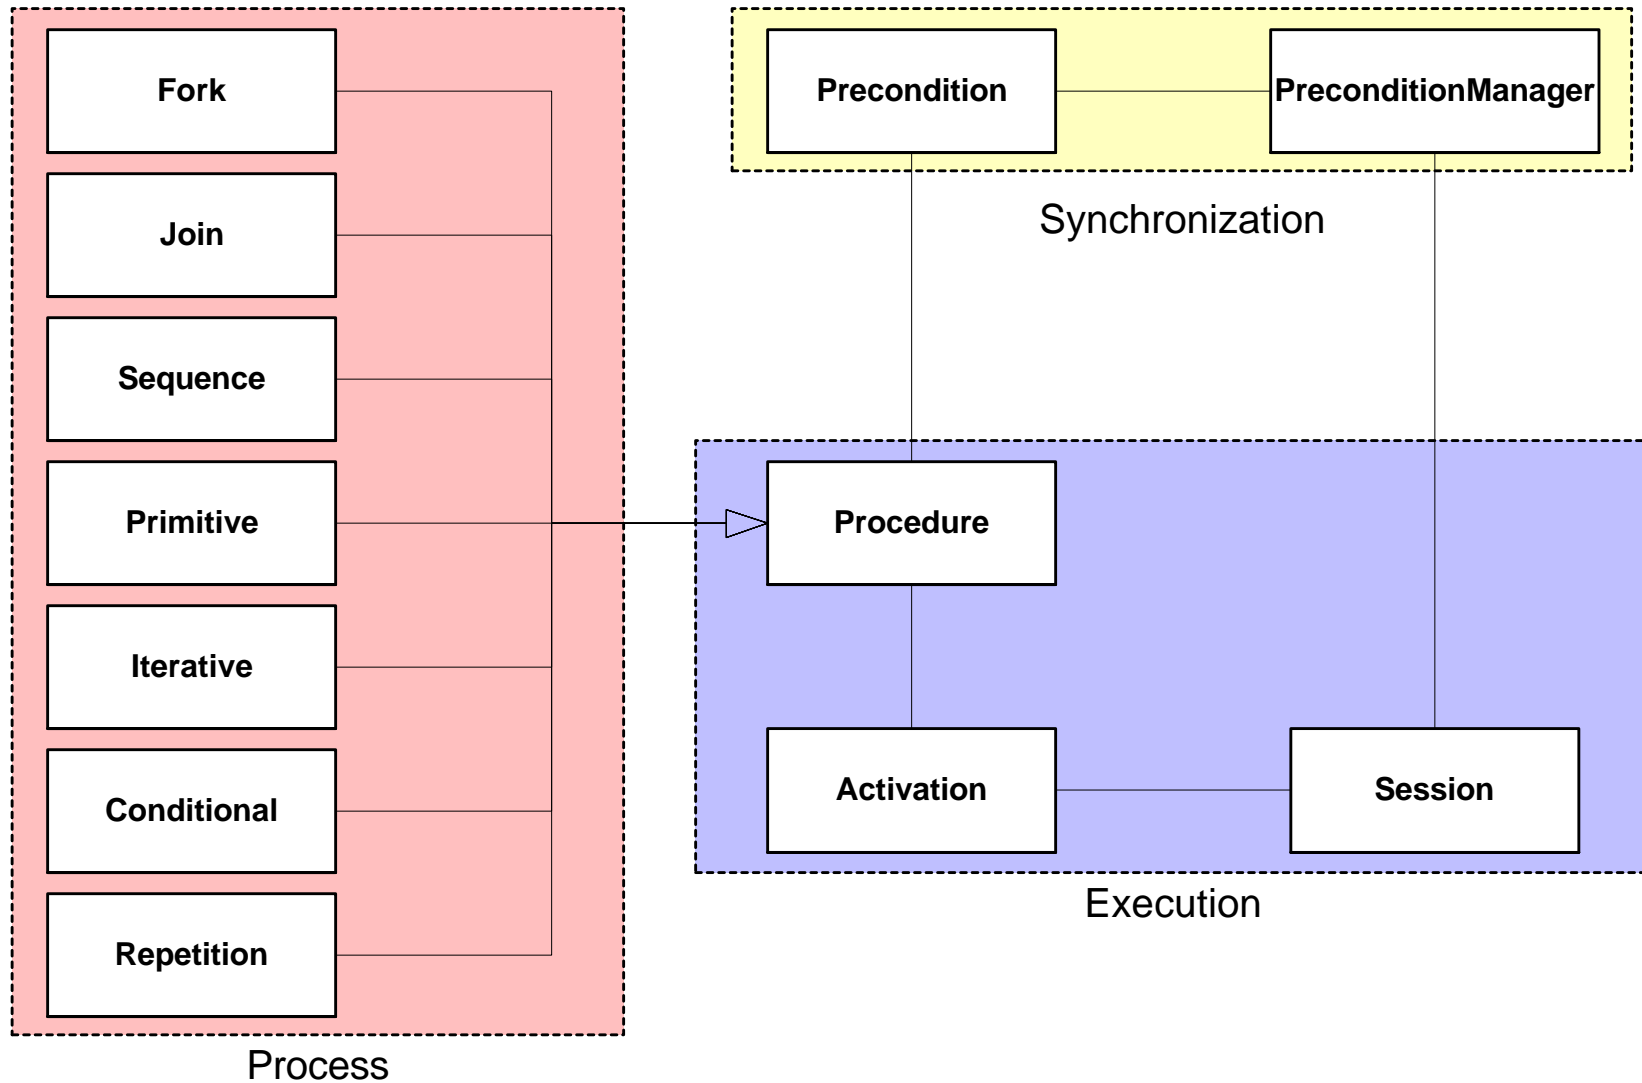 Fork
Join
Sequence
Primitive
Iterative
Conditional
Repetition
Process
Precondition
PreconditionManager
Synchronization
Procedure
Activation
Session
Execution